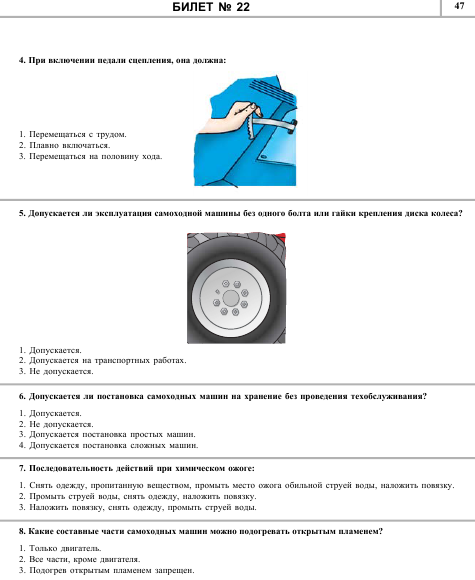 БИЛЕТ № 22
47
4. При включении педали сцепления, она должна:
1. Перемещаться с трудом.
2. Плавно включаться.
3. Перемещаться на половину хода.
5. Допускается ли эксплуатация самоходной машины без одного болта или гайки крепления диска колеса?
1. Допускается.
2. Допускается на транспортных работах.
3. Не допускается.
6. Допускается ли постановка самоходных машин на хранение без проведения техобслуживания?
1. Допускается.
2. Не допускается.
3. Допускается постановка простых машин.
4. Допускается постановка сложных машин.
7. Последовательность действий при химическом ожоге:
1. Снять одежду, пропитанную веществом, промыть место ожога обильной струей воды, наложить повязку.
2. Промыть струей воды, снять одежду, наложить повязку.
3. Наложить повязку, снять одежду, промыть струей воды.
8. Какие составные части самоходных машин можно подогревать открытым пламенем?
1. Только двигатель.
2. Все части, кроме двигателя.
3. Подогрев открытым пламенем запрещен.